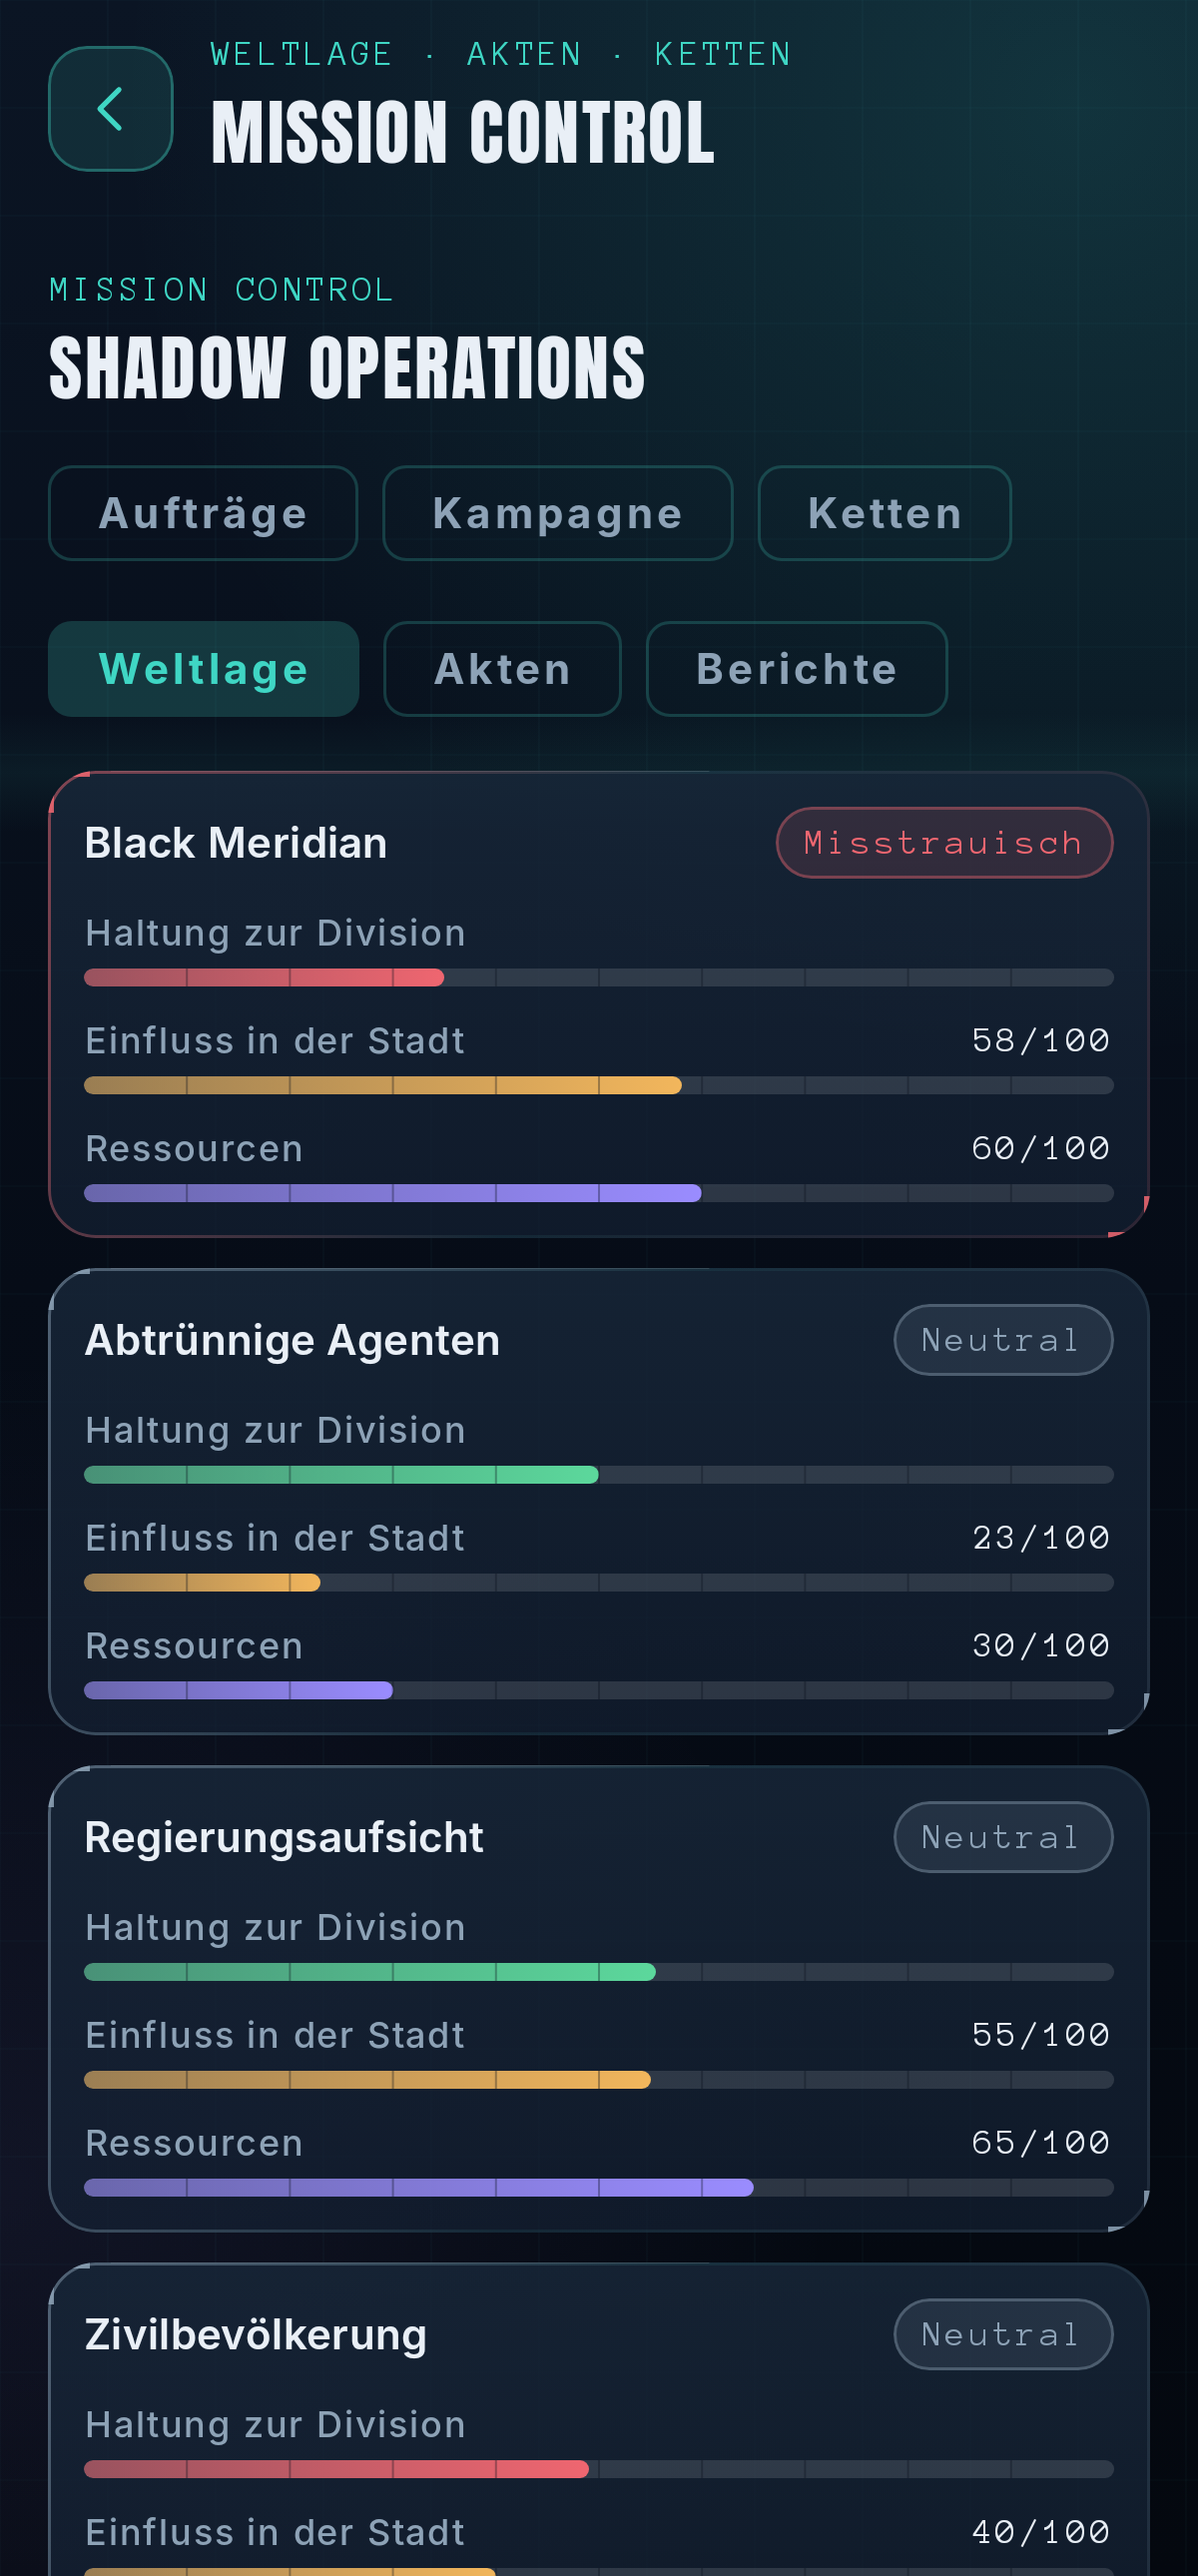 WELTLAGE · AKTEN · KETTEN
MISSION CONTROL
MISSION CONTROL
SHADOW OPERATIONS
Aufträge Kampagne Ketten
Weltlage Akten Berichte
Black Meridian Misstrauisch
Haltung zur Division
Einfluss in der Stadt 58/100
Ressourcen 60/100
Abtrünnige Agenten Neutral
Haltung zur Division
Einfluss in der Stadt 23/100
Ressourcen 30/100
Regierungsaufsicht Neutral
Haltung zur Division
Einfluss in der Stadt 55/100
Ressourcen 65/100
Zivilbevölkerung Neutral
Haltung zur Division
Einfluss in der Stadt 40/100